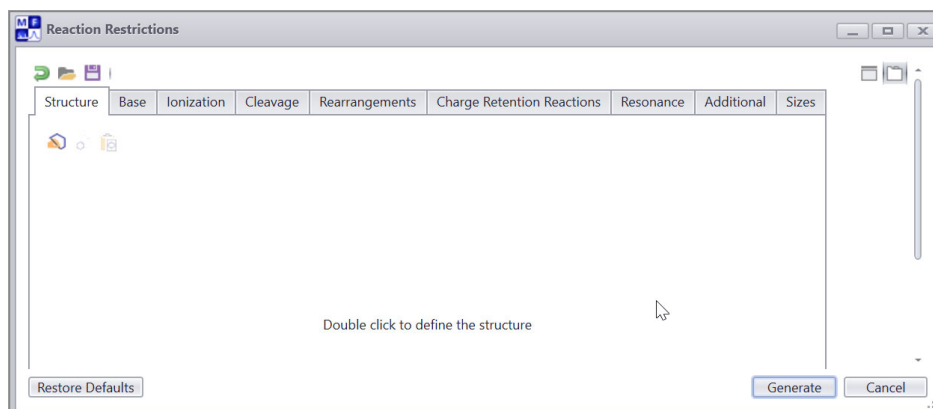 M F
Reaction Restrictions
Structure Base Ionization Cleavage Rearrangements Charge Retention Reactions Resonance Additional Sizes
Double click to define the structure
Restore Defaults Generate Cancel